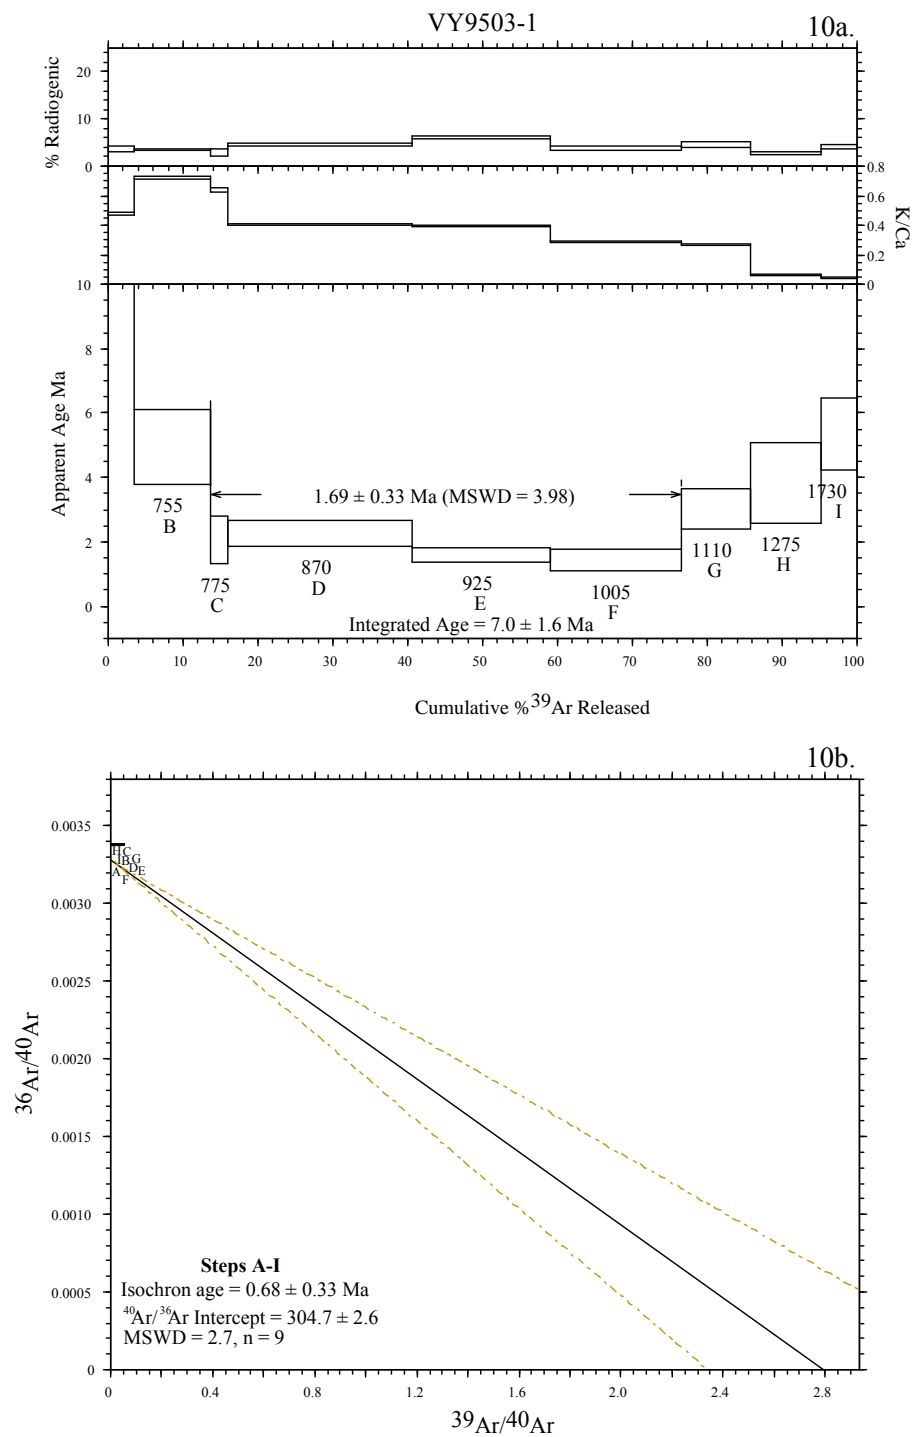 VY9503-1
10a.
% Radiogenic
20
10
0
K/Ca
0.8
0.6
0.4
0.2
0
Apparent Age Ma
10
8
6
4
2
0
1.69 ± 0.33 Ma (MSWD = 3.98)
755
B
775
C
870
D
925
E
1005
F
1110
G
1275
H
1730
I
Integrated Age = 7.0 ± 1.6 Ma
0 10 20 30 40 50 60 70 80 90 100
Cumulative %³⁹Ar Released
10b.
³⁶Ar/⁴⁰Ar
0.0035
0.0030
0.0025
0.0020
0.0015
0.0010
0.0005
0
H C
I B G
A D E
F
Steps A-I
Isochron age = 0.68 ± 0.33 Ma
⁴⁰Ar/³⁶Ar Intercept = 304.7 ± 2.6
MSWD = 2.7, n = 9
0 0.4 0.8 1.2 1.6 2.0 2.4 2.8
³⁹Ar/⁴⁰Ar